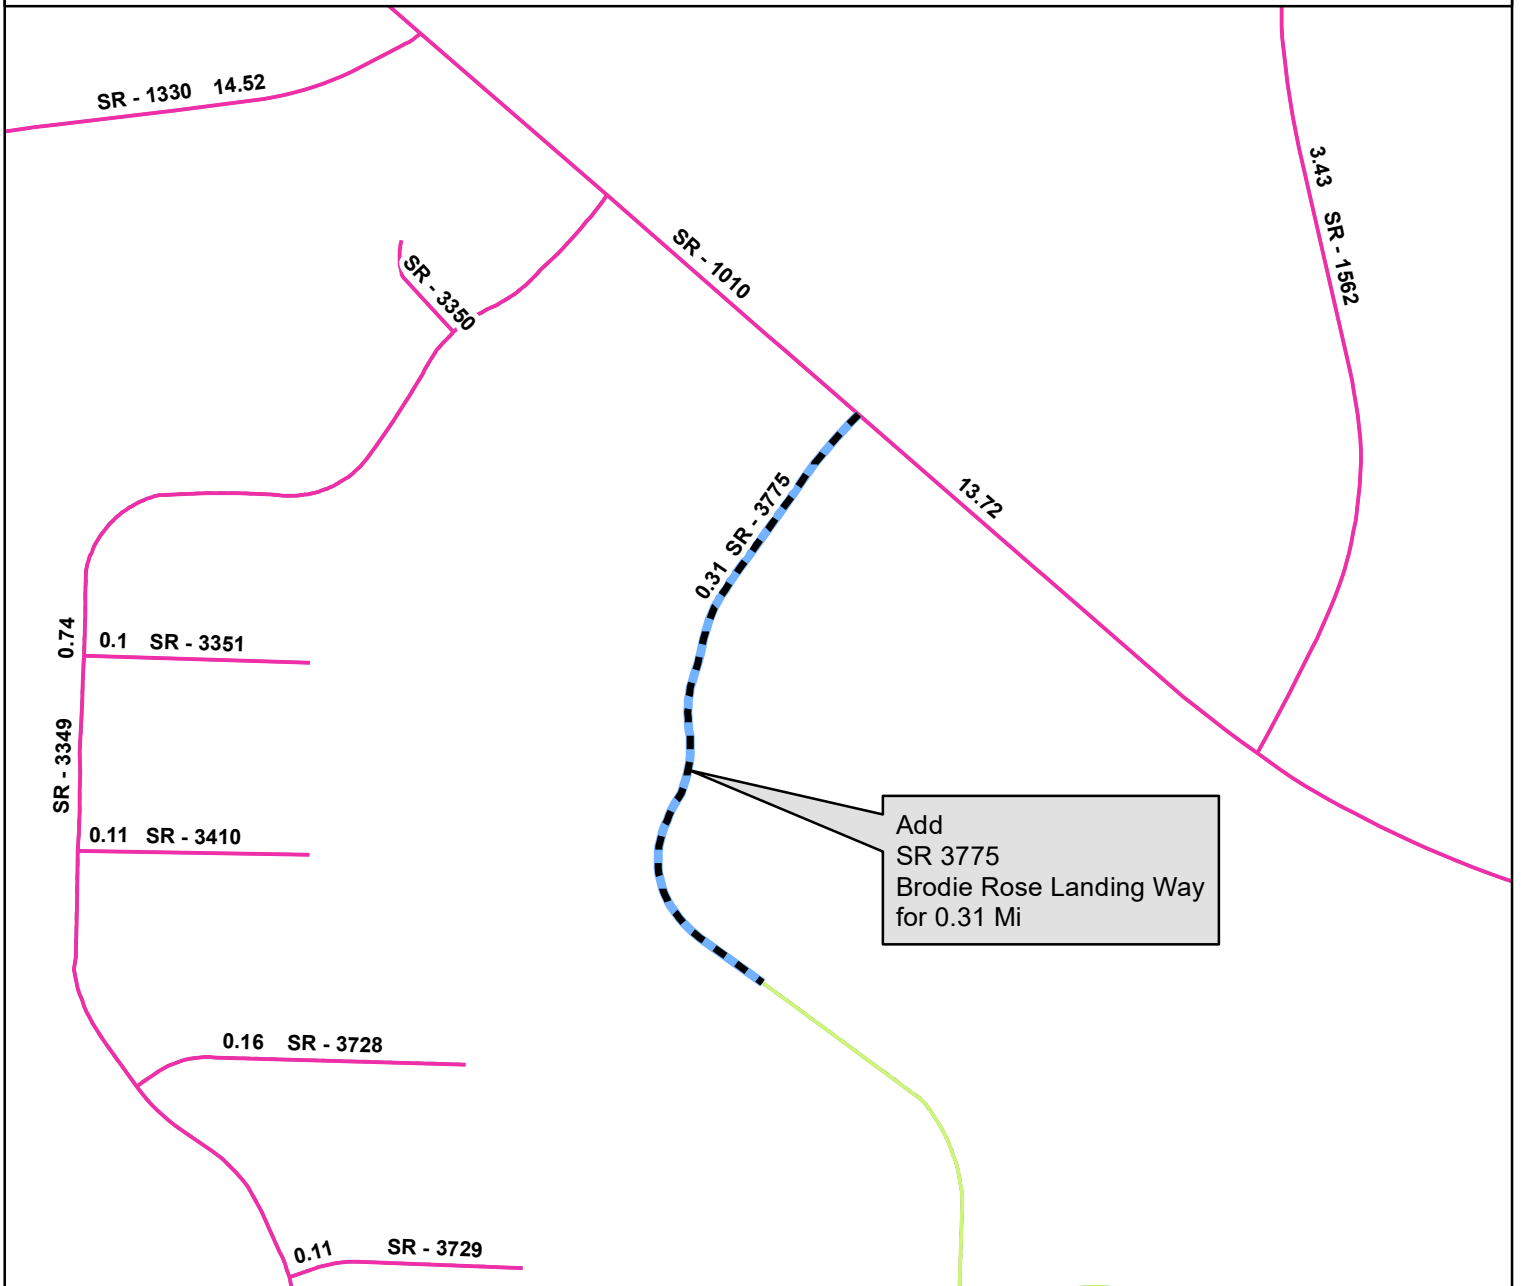 SR - 1330 14.52
3.43 SR - 1562
SR - 1010
SR - 3350
13.72
0.31 SR - 3775
0.74
0.1 SR - 3351
SR - 3349
0.11 SR - 3410
Add
SR 3775
Brodie Rose Landing Way
for 0.31 Mi
0.16 SR - 3728
0.11 SR - 3729